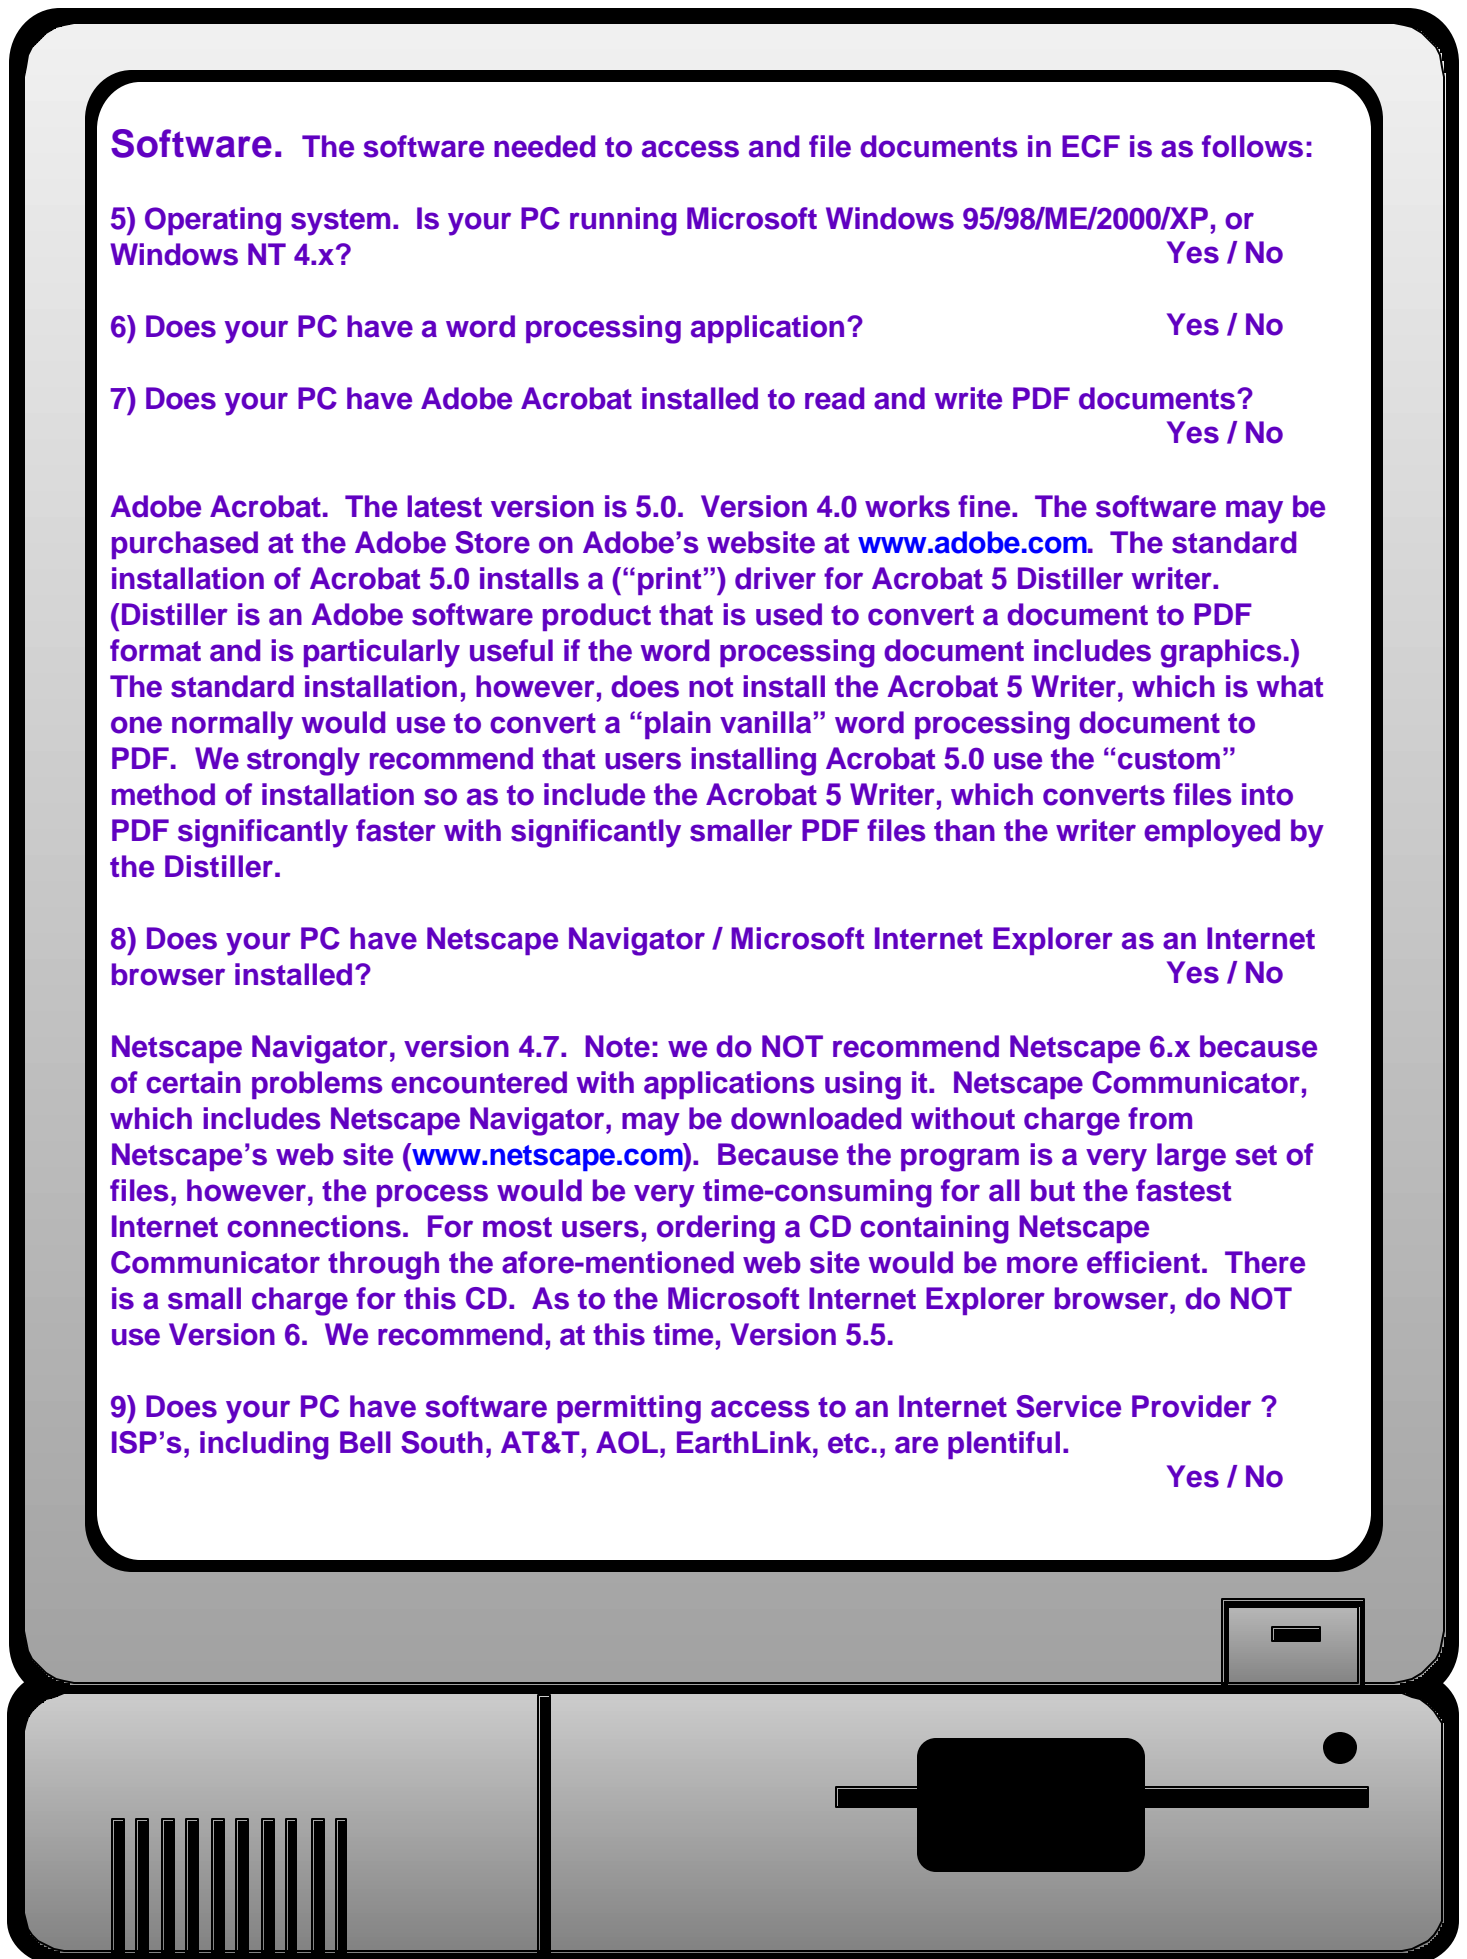 Software. The software needed to access and file documents in ECF is as follows:
5) Operating system. Is your PC running Microsoft Windows 95/98/ME/2000/XP, or
Windows NT 4.x? Yes / No
6) Does your PC have a word processing application? Yes / No
7) Does your PC have Adobe Acrobat installed to read and write PDF documents?
Yes / No
Adobe Acrobat. The latest version is 5.0. Version 4.0 works fine. The software may be
purchased at the Adobe Store on Adobe’s website at www.adobe.com. The standard
installation of Acrobat 5.0 installs a (“print”) driver for Acrobat 5 Distiller writer.
(Distiller is an Adobe software product that is used to convert a document to PDF
format and is particularly useful if the word processing document includes graphics.)
The standard installation, however, does not install the Acrobat 5 Writer, which is what
one normally would use to convert a “plain vanilla” word processing document to
PDF. We strongly recommend that users installing Acrobat 5.0 use the “custom”
method of installation so as to include the Acrobat 5 Writer, which converts files into
PDF significantly faster with significantly smaller PDF files than the writer employed by
the Distiller.
8) Does your PC have Netscape Navigator / Microsoft Internet Explorer as an Internet
browser installed? Yes / No
Netscape Navigator, version 4.7. Note: we do NOT recommend Netscape 6.x because
of certain problems encountered with applications using it. Netscape Communicator,
which includes Netscape Navigator, may be downloaded without charge from
Netscape’s web site (www.netscape.com). Because the program is a very large set of
files, however, the process would be very time-consuming for all but the fastest
Internet connections. For most users, ordering a CD containing Netscape
Communicator through the afore-mentioned web site would be more efficient. There
is a small charge for this CD. As to the Microsoft Internet Explorer browser, do NOT
use Version 6. We recommend, at this time, Version 5.5.
9) Does your PC have software permitting access to an Internet Service Provider ?
ISP’s, including Bell South, AT&T, AOL, EarthLink, etc., are plentiful.
Yes / No